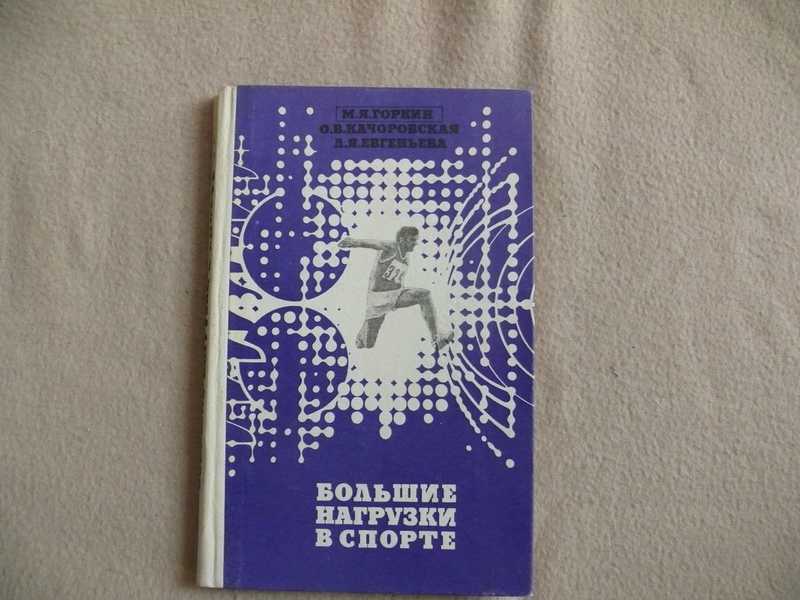 М.Я.ГОРКИН
О.В.КАЧОРОВСКАЯ
Л.Я.ЕВГЕНЬЕВА
БОЛЬШИЕ
НАГРУЗКИ
В СПОРТЕ